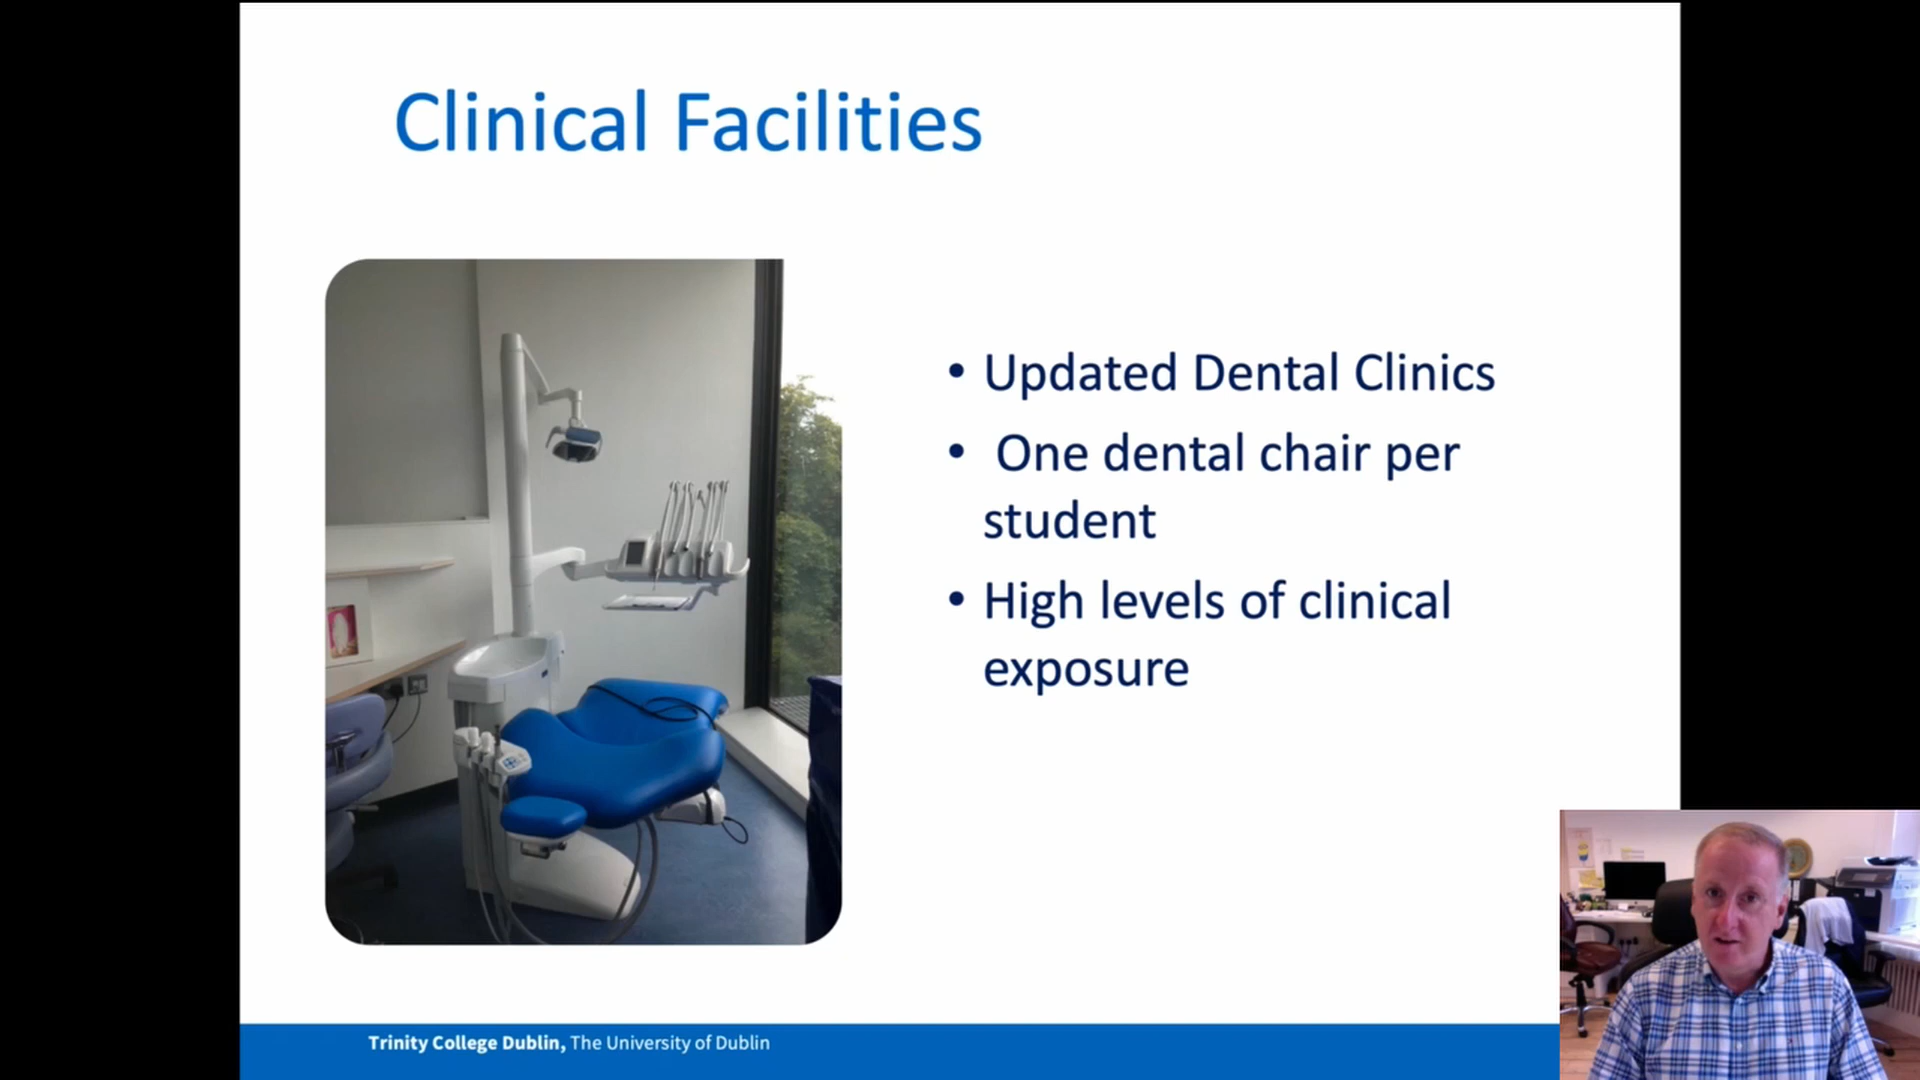 Clinical Facilities
• Updated Dental Clinics
• One dental chair per
student
• High levels of clinical
exposure
Trinity College Dublin, The University of Dublin